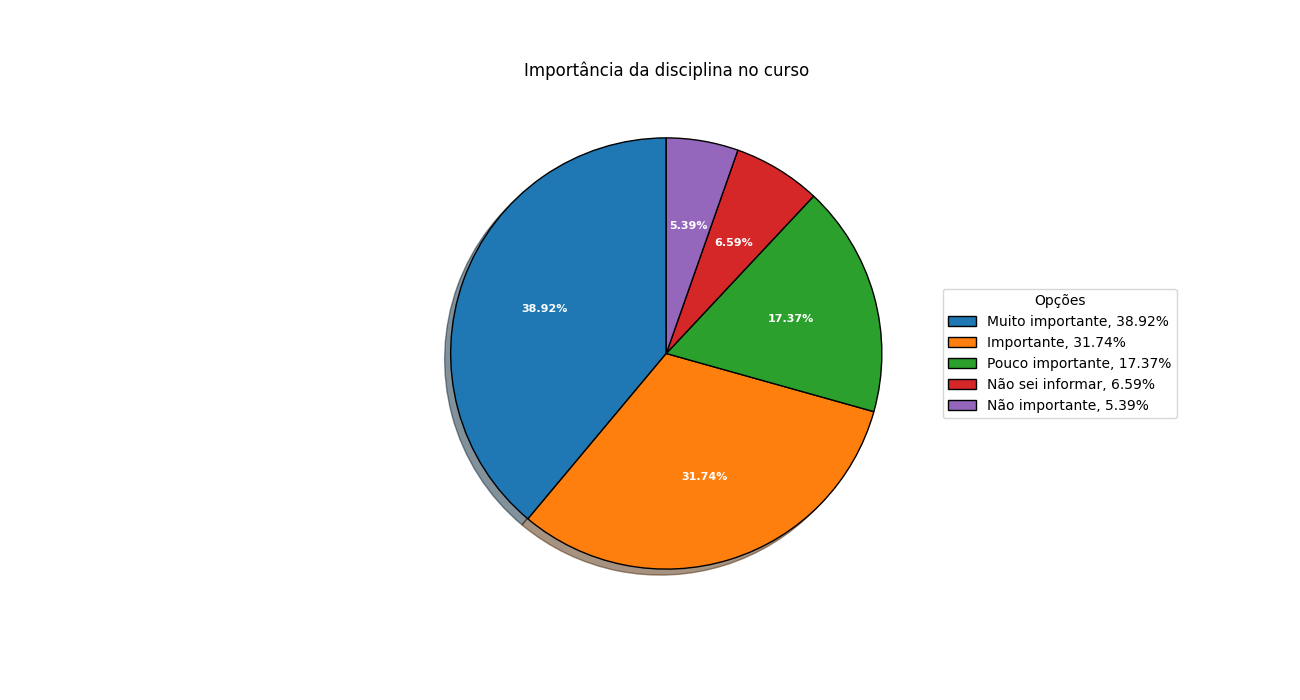 Importância da disciplina no curso
5.39%
6.59%
38.92%
17.37%
31.74%
Opções
Muito importante, 38.92%
Importante, 31.74%
Pouco importante, 17.37%
Não sei informar, 6.59%
Não importante, 5.39%